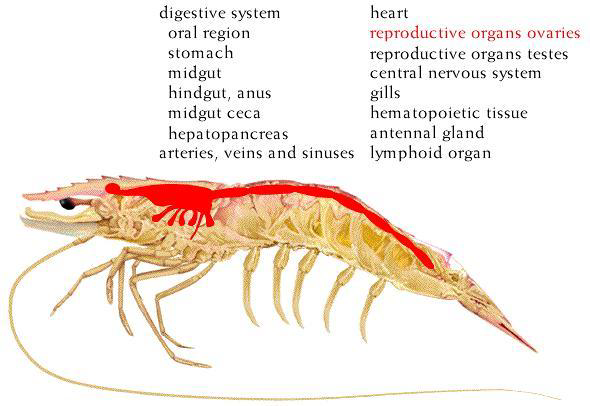 digestive system
oral region
stomach
midgut
hindgut, anus
midgut ceca
hepatopancreas
arteries, veins and sinuses
heart
reproductive organs ovaries
reproductive organs testes
central nervous system
gills
hematopoietic tissue
antennal gland
lymphoid organ